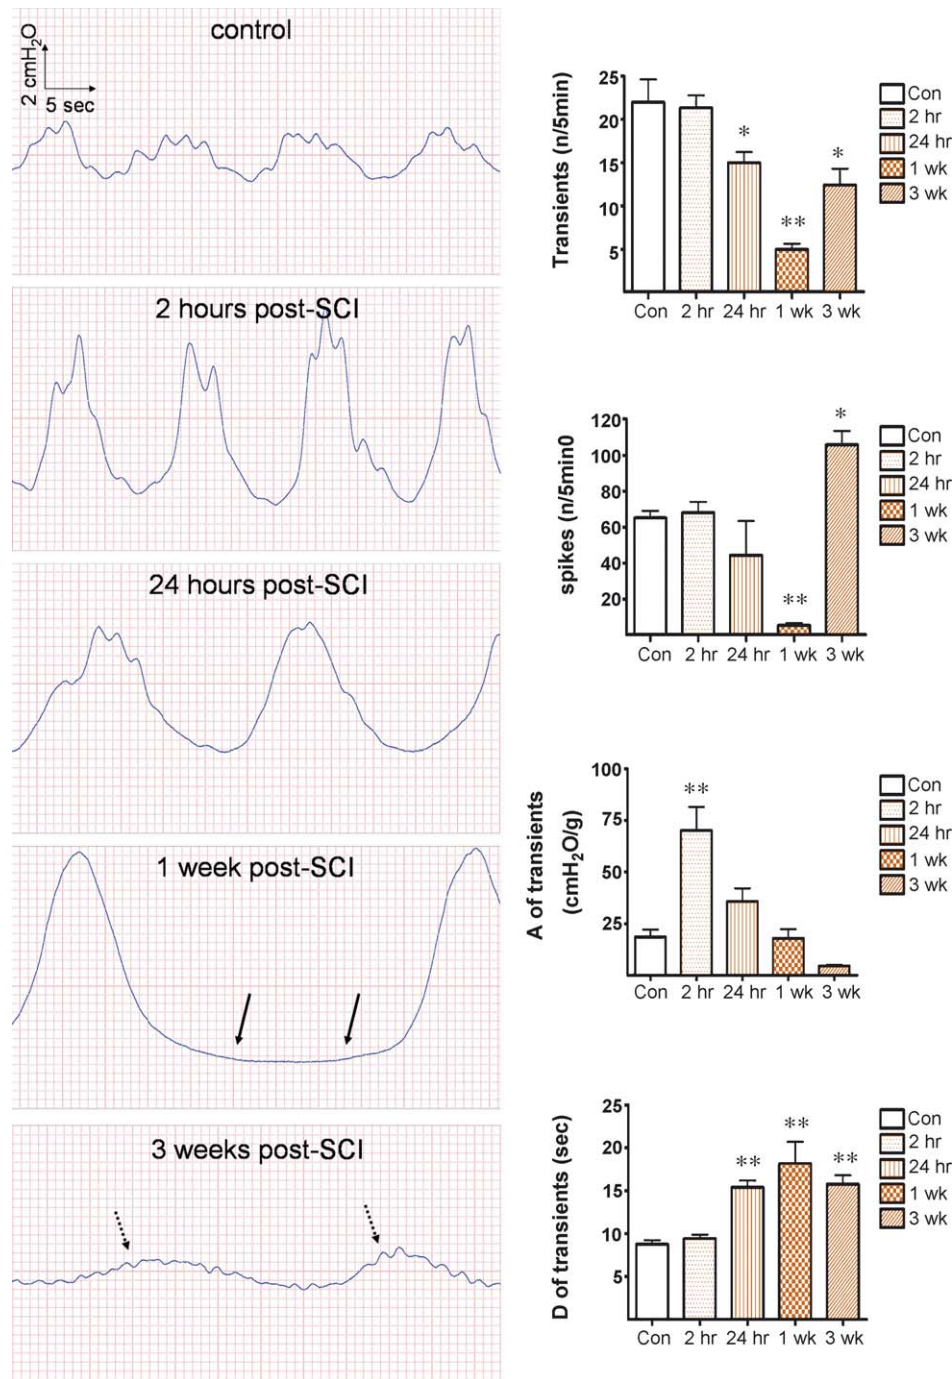 control
2 cmH₂O
5 sec
2 hours post-SCI
24 hours post-SCI
1 week post-SCI
3 weeks post-SCI
Transients (n/5min)
25
20
15
10
5
*
**
*
Con 2 hr 24 hr 1 wk 3 wk
Con
2 hr
24 hr
1 wk
3 wk
spikes (n/5min0
120
100
80
60
40
20
**
*
Con 2 hr 24 hr 1 wk 3 wk
Con
2 hr
24 hr
1 wk
3 wk
A of transients
(cmH₂O/g)
100
75
50
25
**
Con 2 hr 24 hr 1 wk 3 wk
Con
2 hr
24 hr
1 wk
3 wk
D of transients (sec)
25
20
15
10
5
**
**
**
Con 2 hr 24 hr 1 wk 3 wk
Con
2 hr
24 hr
1 wk
3 wk